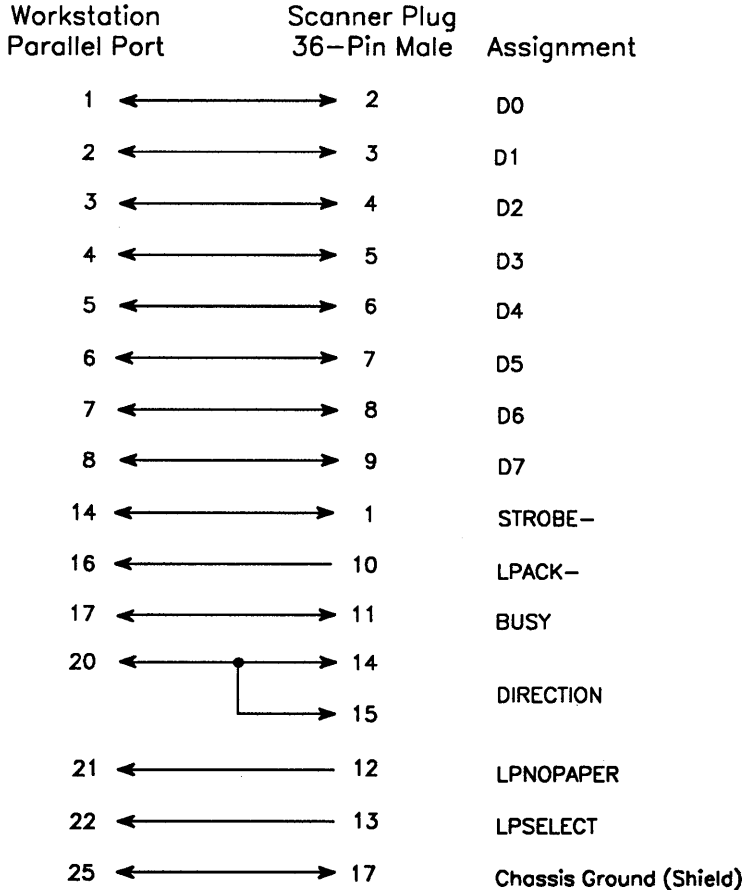 Workstation Scanner Plug
Parallel Port 36-Pin Male Assignment
1 2 D0
2 3 D1
3 4 D2
4 5 D3
5 6 D4
6 7 D5
7 8 D6
8 9 D7
14 1 STROBE-
16 10 LPACK-
17 11 BUSY
20 14
DIRECTION
15
21 12 LPNOPAPER
22 13 LPSELECT
25 17 Chassis Ground (Shield)